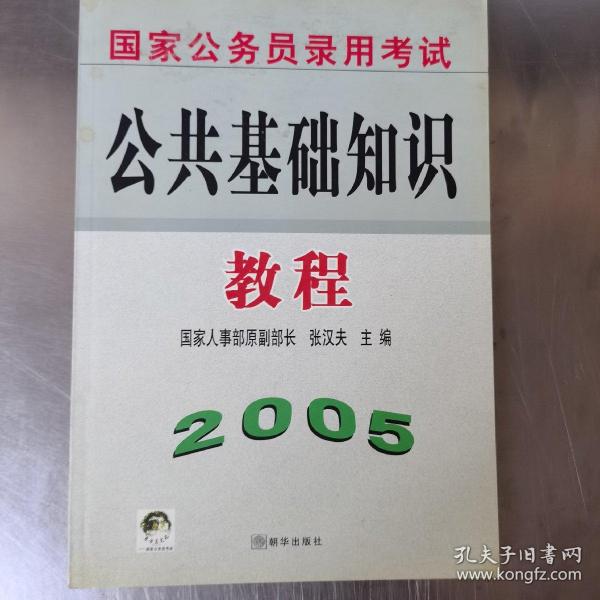 国家公务员录用考试
公共基础知识
教程
国家人事部原副部长 张汉夫 主编
2005
朝华出版社
孔夫子旧书网
www.kongfz.com